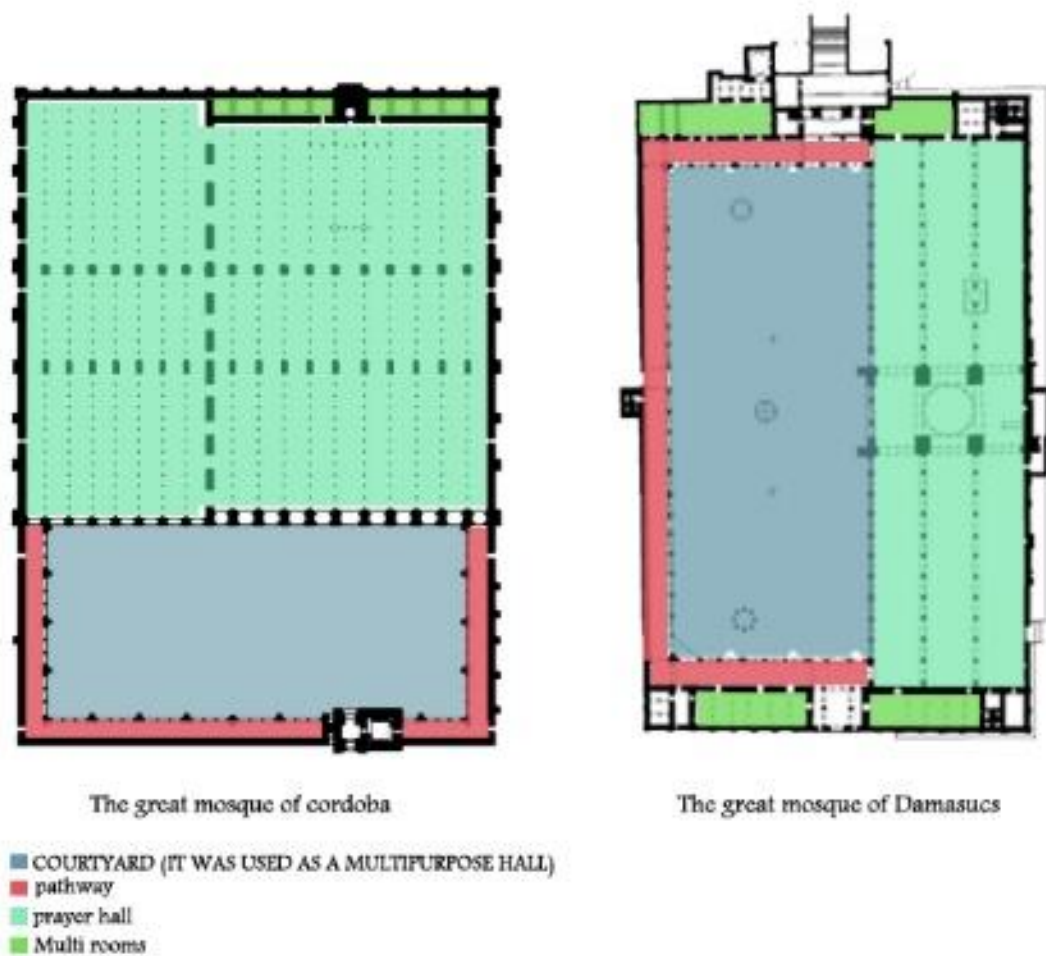 The great mosque of cordoba
The great mosque of Damasucs
COURTYARD (IT WAS USED AS A MULTIPURPOSE HALL)
pathway
prayer hall
Multi rooms